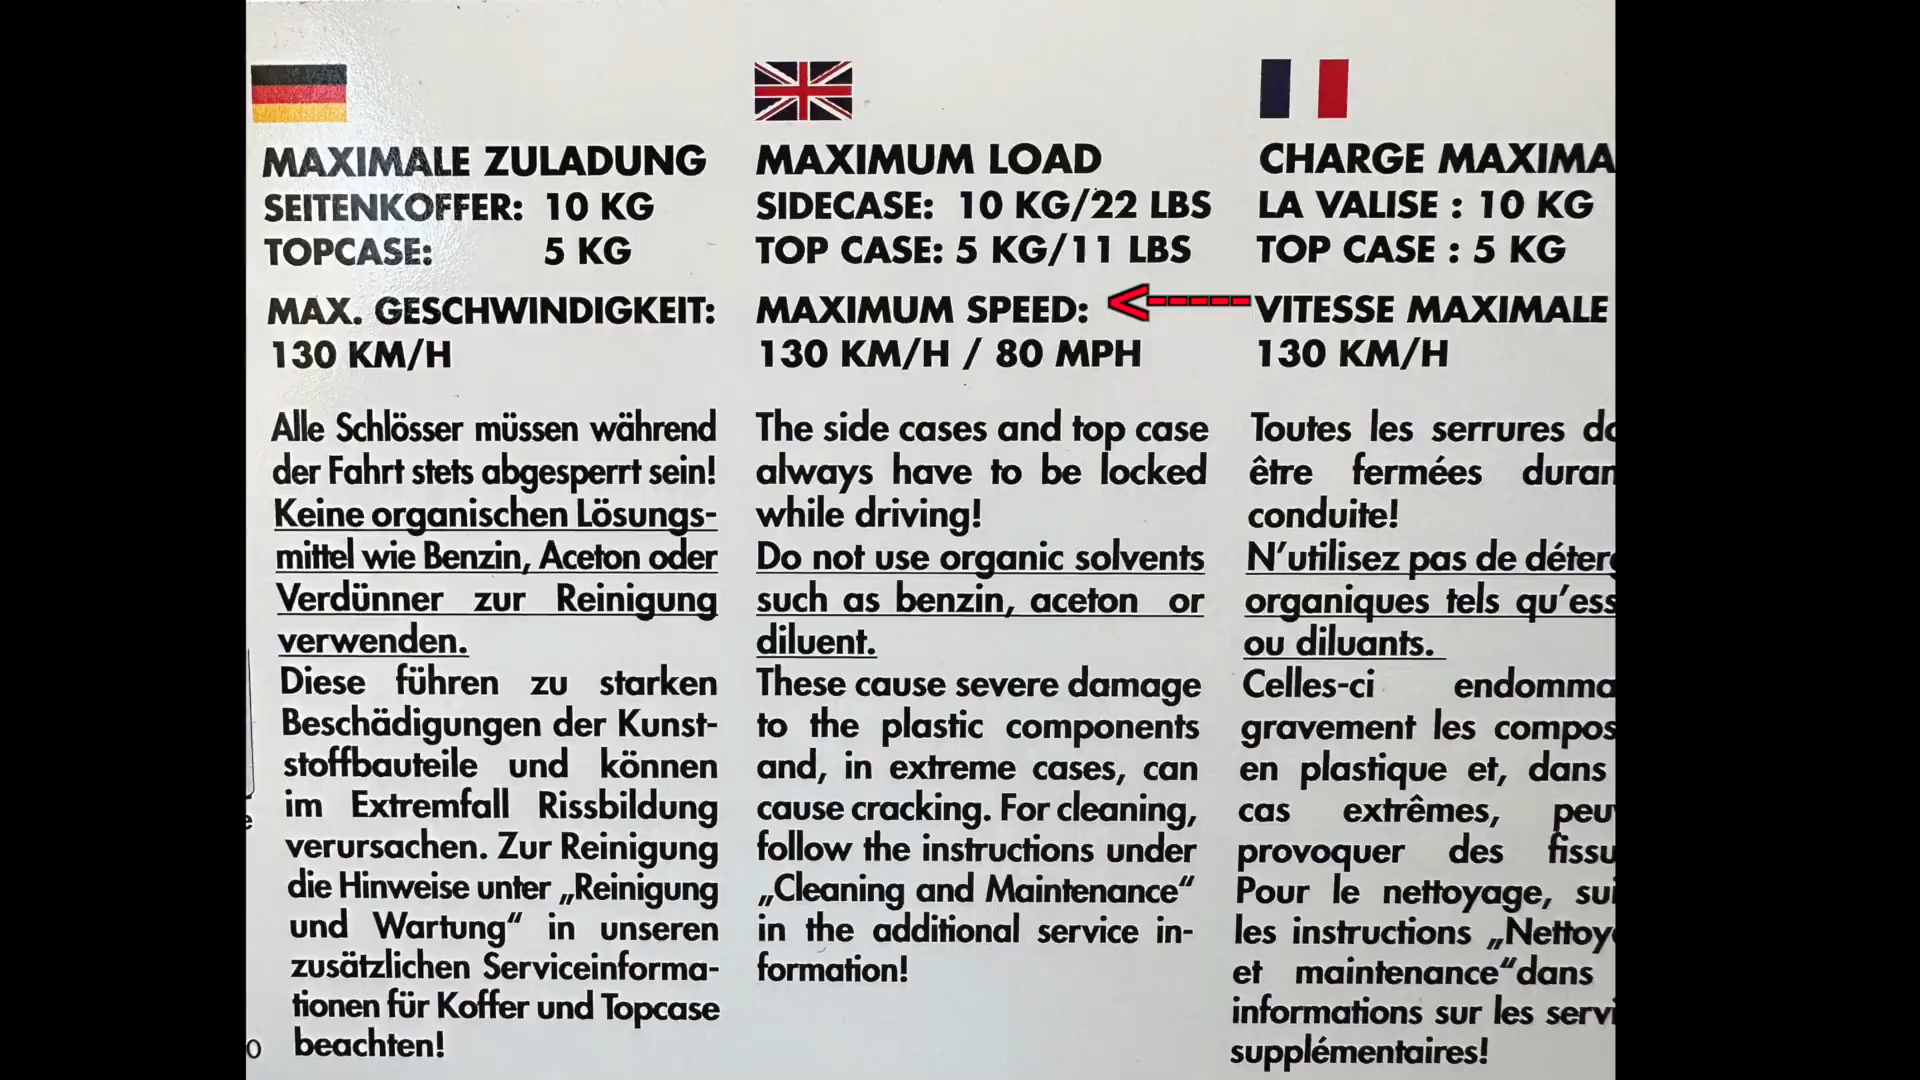 MAXIMALE ZULADUNG
SEITENKOFFER: 10 KG
TOPCASE: 5 KG
MAX. GESCHWINDIGKEIT:
130 KM/H
Alle Schlösser müssen während
der Fahrt stets abgesperrt sein!
Keine organischen Lösungs-
mittel wie Benzin, Aceton oder
Verdünner zur Reinigung
verwenden.
Diese führen zu starken
Beschädigungen der Kunst-
stoffbauteile und können
im Extremfall Rissbildung
verursachen. Zur Reinigung
die Hinweise unter „Reinigung
und Wartung“ in unseren
zusätzlichen Serviceinforma-
tionen für Koffer und Topcase
beachten!
MAXIMUM LOAD
SIDECASE: 10 KG/22 LBS
TOP CASE: 5 KG/11 LBS
MAXIMUM SPEED:
130 KM/H / 80 MPH
The side cases and top case
always have to be locked
while driving!
Do not use organic solvents
such as benzin, aceton or
diluent.
These cause severe damage
to the plastic components
and, in extreme cases, can
cause cracking. For cleaning,
follow the instructions under
„Cleaning and Maintenance“
in the additional service in-
formation!
CHARGE MAXIMA
LA VALISE : 10 KG
TOP CASE : 5 KG
VITESSE MAXIMALE
130 KM/H
Toutes les serrures
être fermées duran
conduite!
N’utilisez pas de
organiques tels
ou diluants.
Celles-ci
gravement les
en plastique et, dans
cas extrêmes,
provoquer des
Pour le nettoyage,
les instructions
et maintenance“dans
informations sur les
supplémentaires!